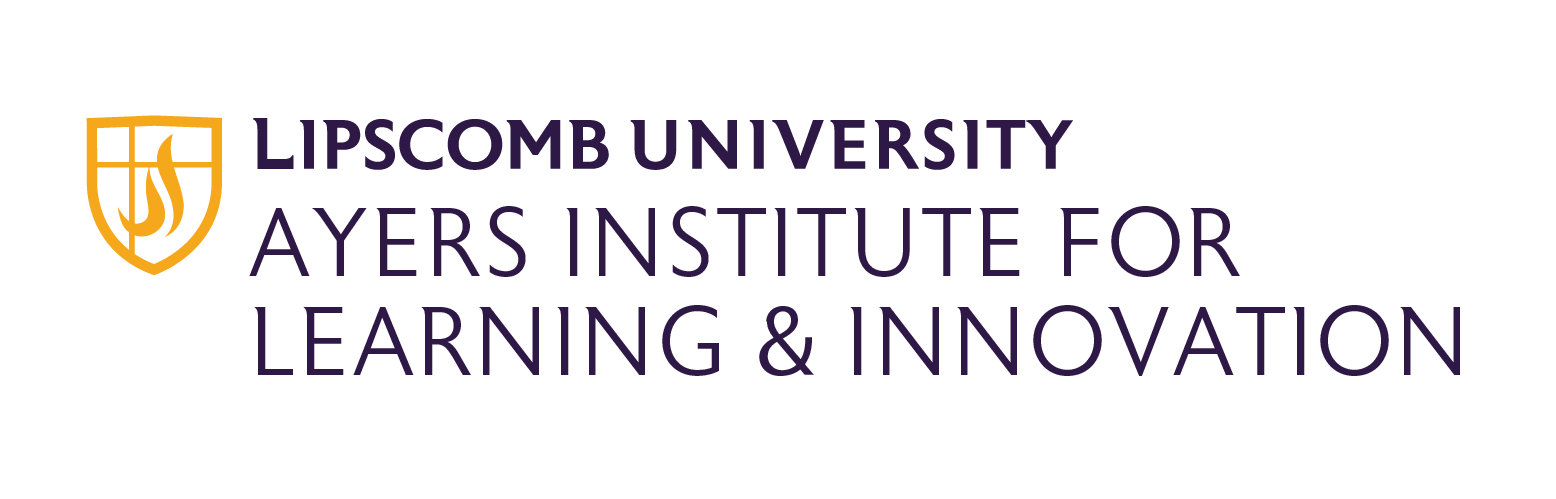 LIPSCOMB UNIVERSITY
AYERS INSTITUTE FOR
LEARNING & INNOVATION